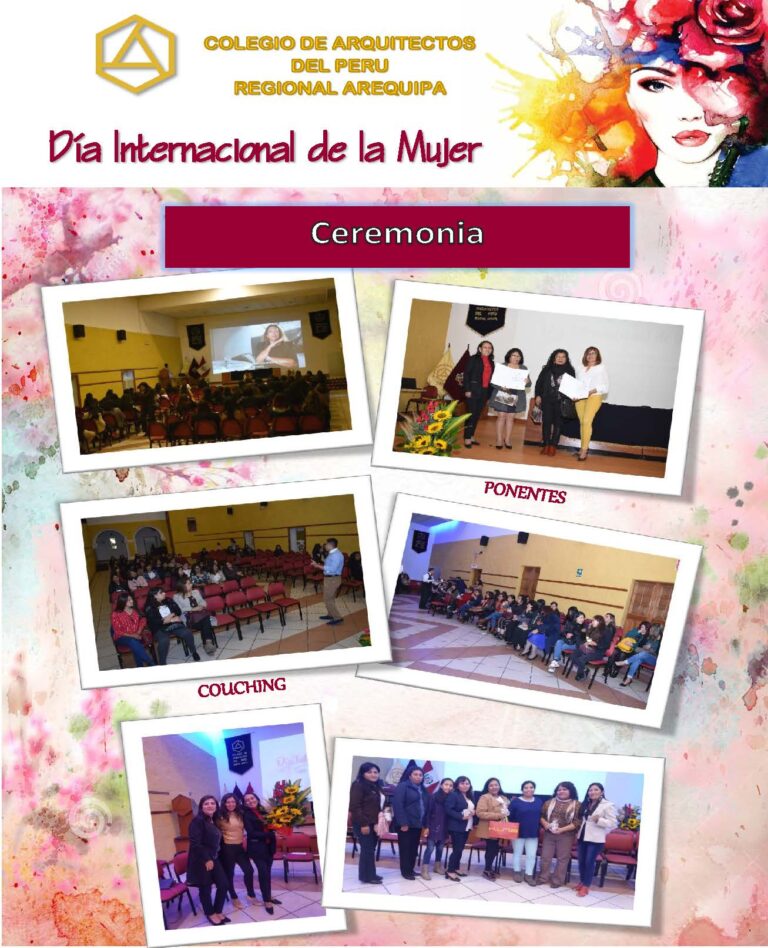 COLEGIO DE ARQUITECTOS
DEL PERU
REGIONAL AREQUIPA
Día Internacional de la Mujer
Ceremonia
PONENTES
COUCHING